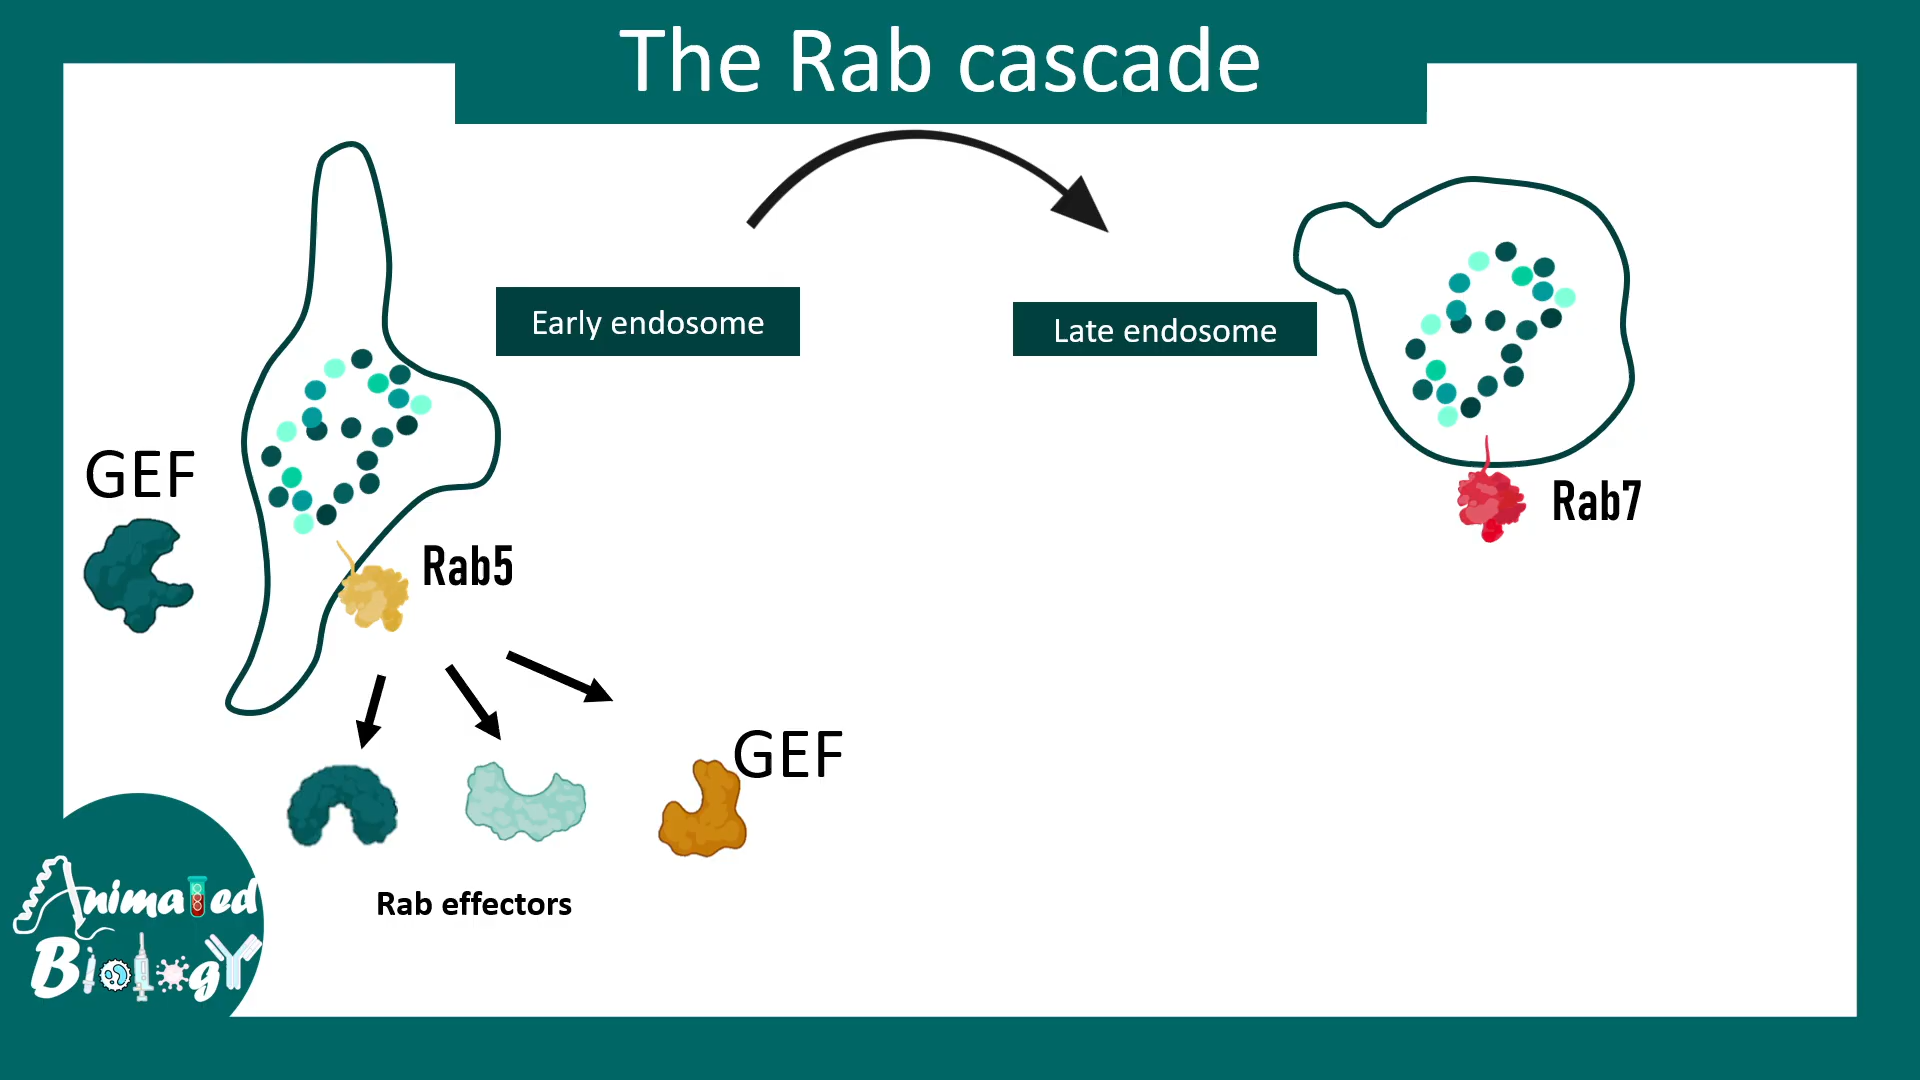 The Rab cascade
Early endosome
Late endosome
GEF
Rab7
Rab5
GEF
Rab effectors
Animated
Biology